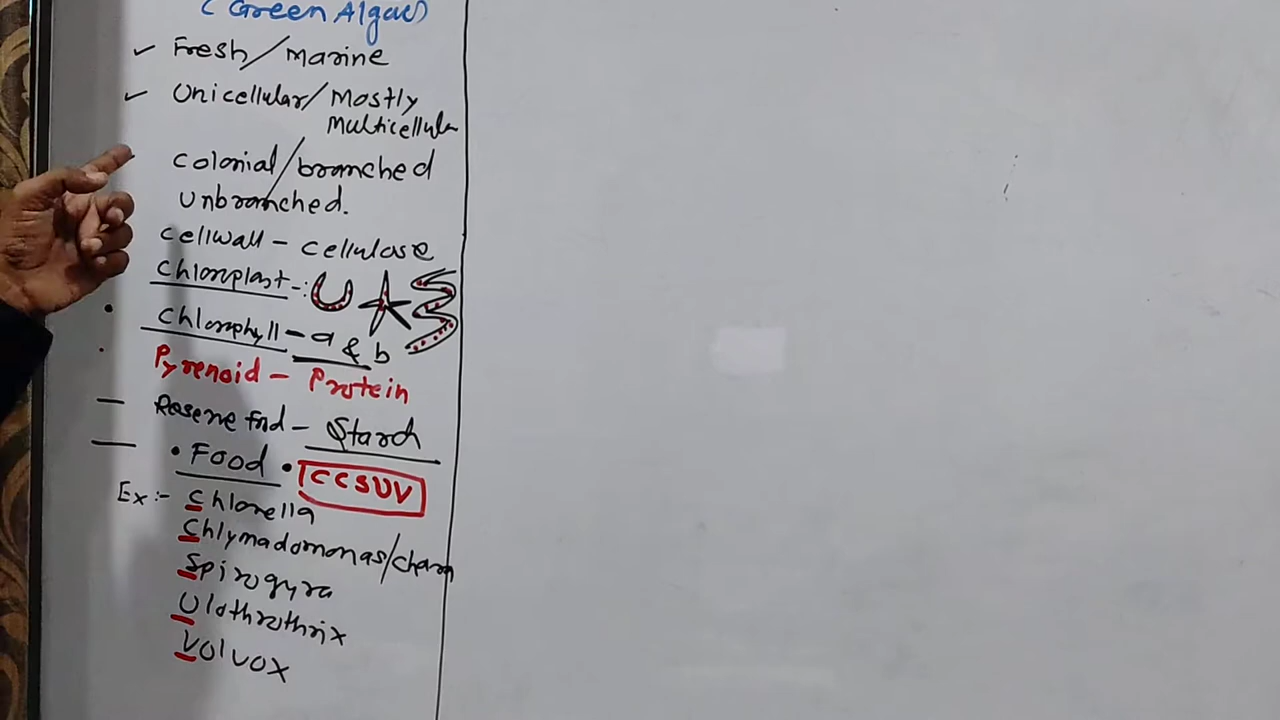 (Green Algae)
✓ Fresh/marine
✓ Unicellular/Mostly
Multicellular
Colonial/branched
Unbranched.
Cellwall - cellulose
Chloroplast -:
• Chlorophyll - a & b
• Pyrenoid - Protein
— Reserve Food - Starch
— • Food • CCSUV
Ex :- Chlorella
Chlymadomonas/chara
Spirogyra
Ulothrothrix
Volvox